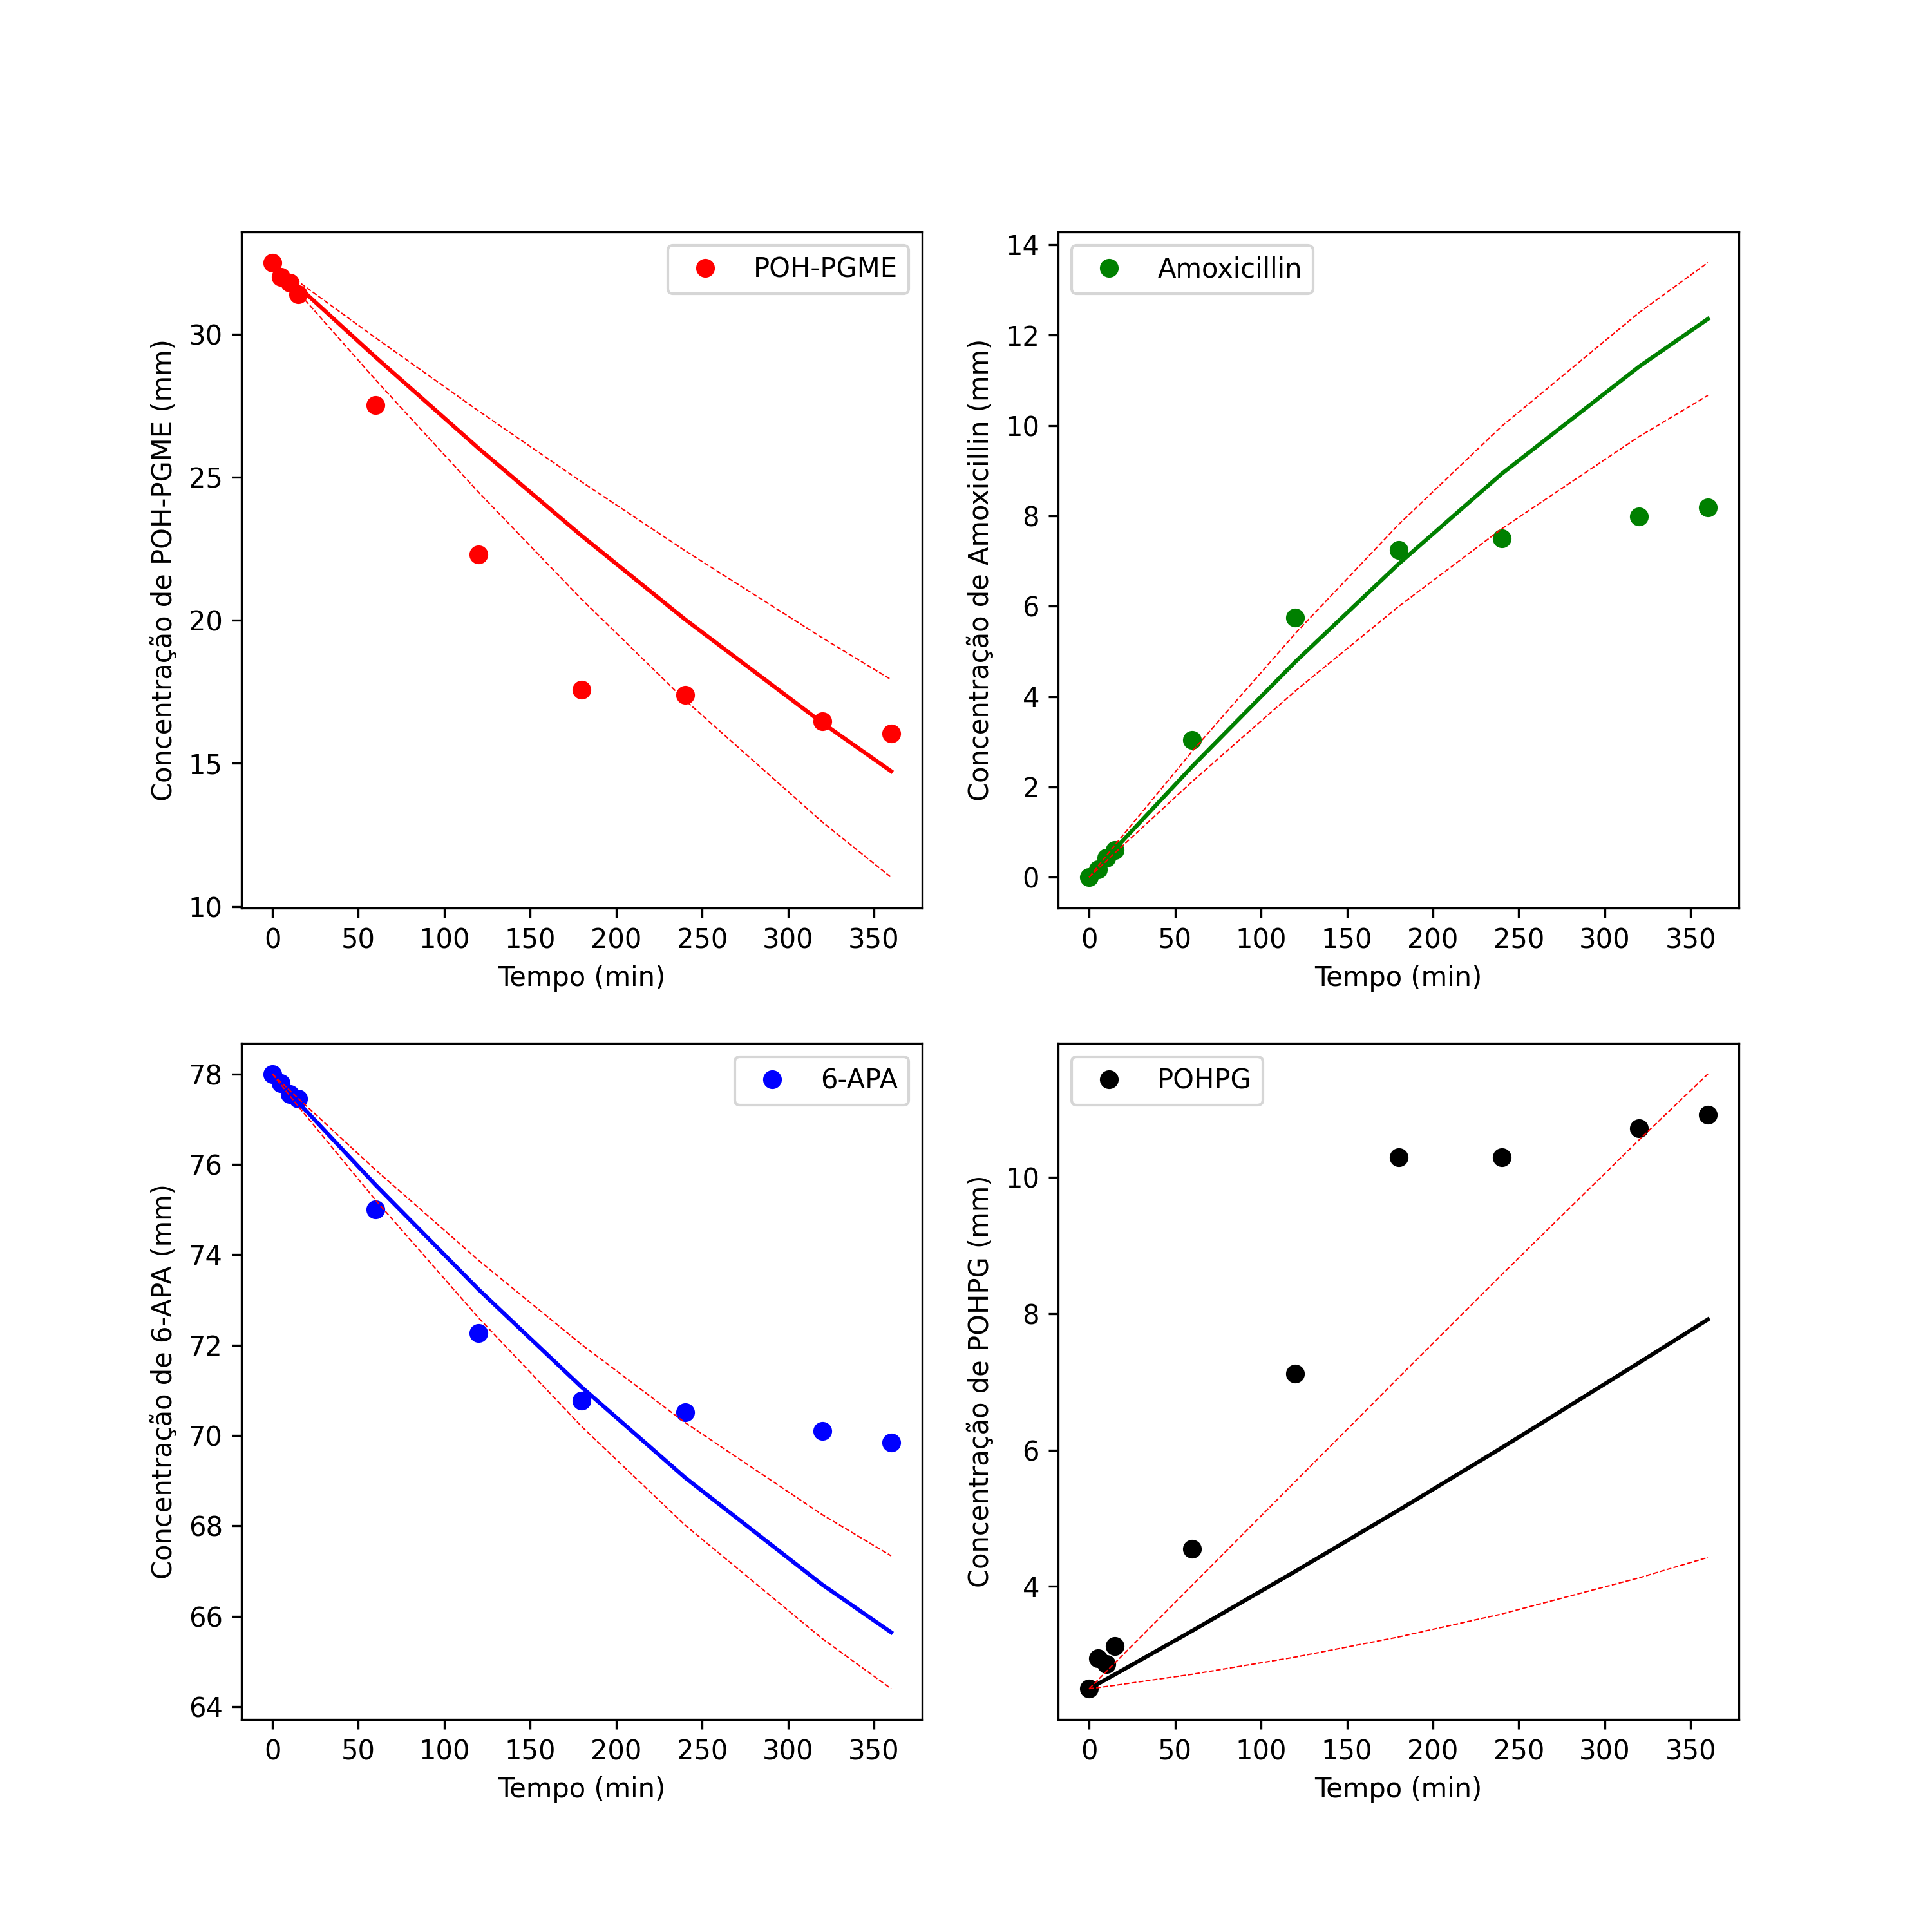 POH-PGME
Concentração de POH-PGME (mm)
30
25
20
15
10
0 50 100 150 200 250 300 350
Tempo (min)
Amoxicillin
Concentração de Amoxicillin (mm)
14
12
10
8
6
4
2
0
0 50 100 150 200 250 300 350
Tempo (min)
6-APA
Concentração de 6-APA (mm)
78
76
74
72
70
68
66
64
0 50 100 150 200 250 300 350
Tempo (min)
POHPG
Concentração de POHPG (mm)
10
8
6
4
0 50 100 150 200 250 300 350
Tempo (min)